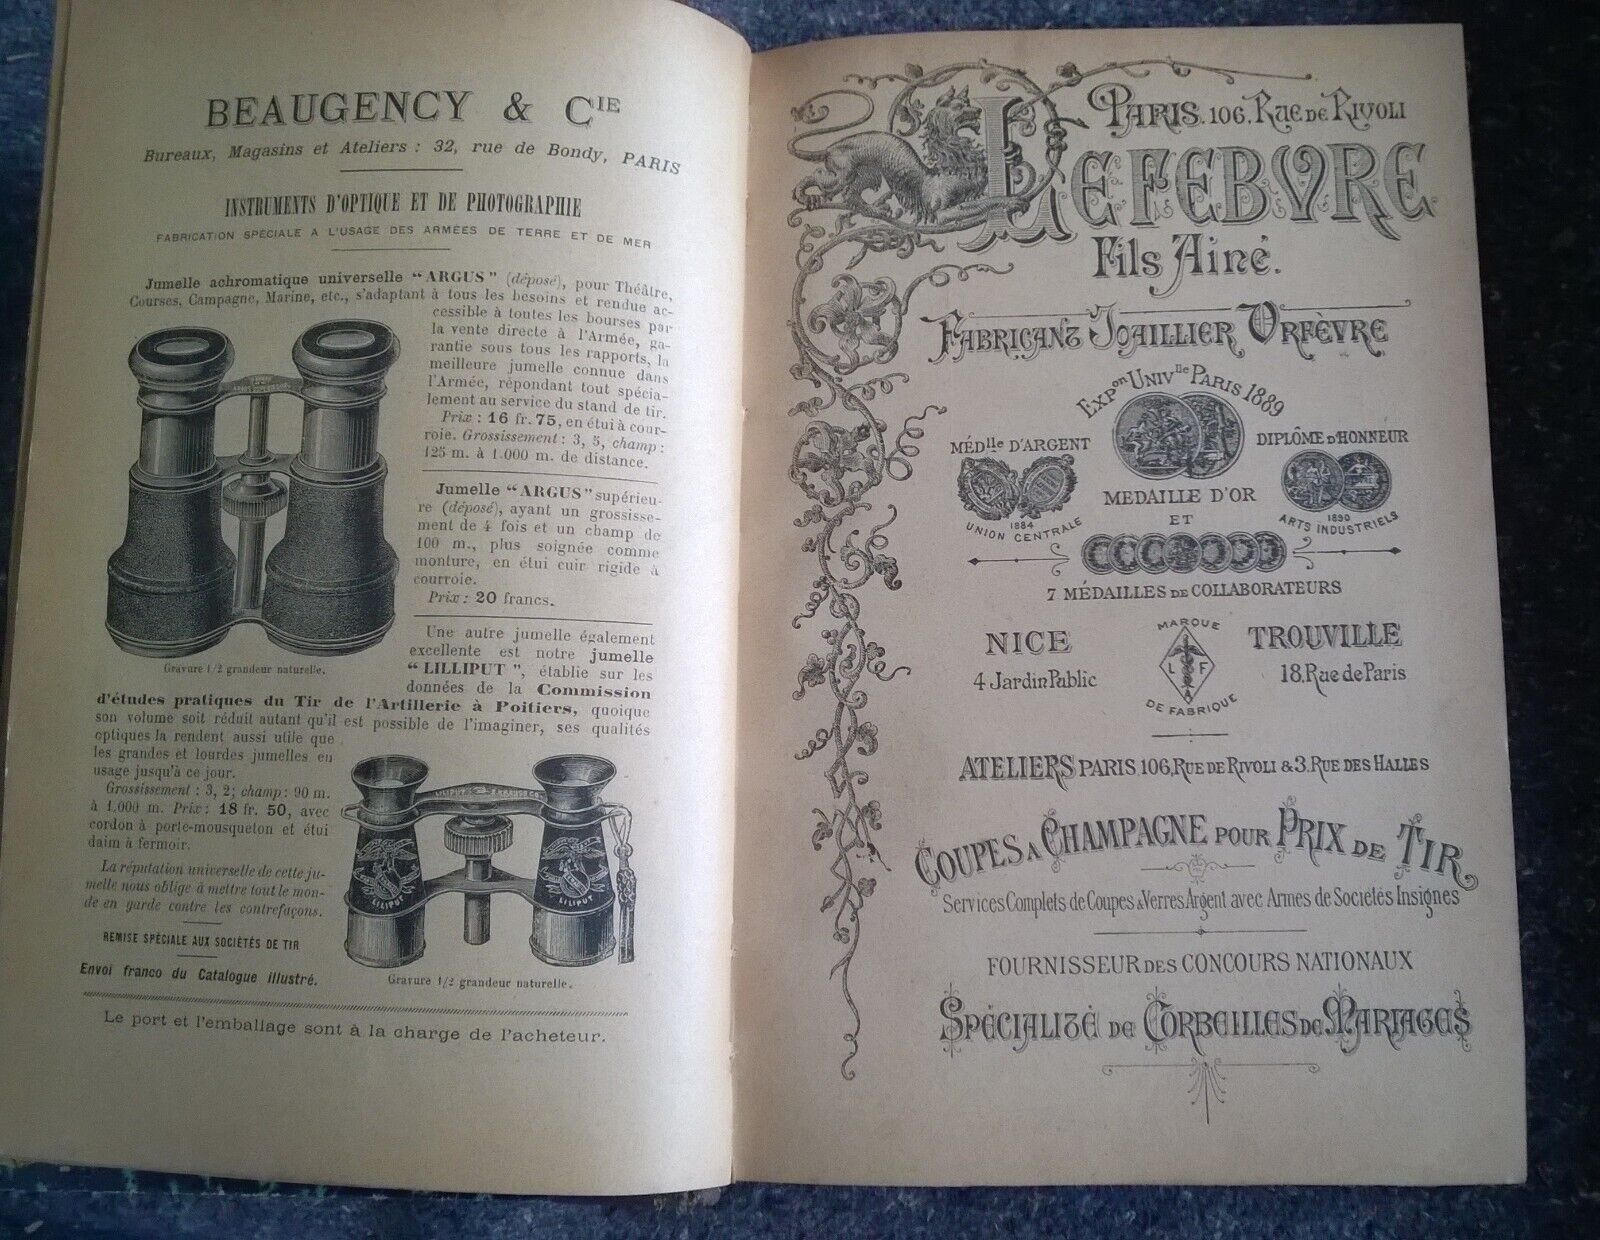 BEAUGENCY & CIE
Bureaux, Magasins et Ateliers : 32, rue de Bondy, PARIS
INSTRUMENTS D'OPTIQUE ET DE PHOTOGRAPHIE
FABRICATION SPÉCIALE A L'USAGE DES ARMÉES DE TERRE ET DE MER
Jumelle achromatique universelle "ARGUS" (déposé), pour Théâtre,
Courses, Campagne, Marine, etc., s'adaptant à tous les besoins et rendue ac-
cessible à toutes les bourses par
la vente directe à l'Armée, ga-
rantie sous tous les rapports, la
meilleure jumelle connue dans
l'Armée, répondant tout spécia-
lement au service du stand de tir.
Prix : 16 fr. 75, en étui à cour-
roie. Grossissement : 3, 5, champ :
125 m. à 1.000 m. de distance.
Jumelle "ARGUS" supérieu-
re (déposé), ayant un grossisse-
ment de 4 fois et un champ de
100 m., plus soignée comme
monture, en étui cuir rigide à
courroie.
Prix : 20 francs.
Gravure 1/2 grandeur naturelle.
Une autre jumelle également
excellente est notre jumelle
"LILLIPUT", établie sur les
données de la Commission
d'études pratiques du Tir de l'Artillerie à Poitiers, quoique
son volume soit réduit autant qu'il est possible de l'imaginer, ses qualités
optiques la rendent aussi utile que
les grandes et lourdes jumelles en
usage jusqu'à ce jour.
Grossissement : 3, 2; champ : 90 m.
à 1.000 m. Prix : 18 fr. 50, avec
cordon à porte-mousqueton et étui
daim à fermoir.
La réputation universelle de cette ju-
melle nous oblige à mettre tout le mon-
de en garde contre les contrefaçons.
REMISE SPÉCIALE AUX SOCIÉTÉS DE TIR
Envoi franco du Catalogue illustré.
LILIPUT
LILIPUT
LILIPUT
Gravure 1/2 grandeur naturelle.
Le port et l'emballage sont à la charge de l'acheteur.
PARIS. 106, RUE DE RIVOLI
LEFEBVRE
Fils Ainé.
FABRICANT JOAILLIER ORFÈVRE
EXPon UNIVlle PARIS 1889
MÉDlle D'ARGENT
DIPLÔME D'HONNEUR
MEDAILLE D'OR
ET
1884
UNION CENTRALE
1890
ARTS INDUSTRIELS
7 MÉDAILLES DE COLLABORATEURS
NICE
4 Jardin Public
MARQUE
L F
A
DE FABRIQUE
TROUVILLE
18, Rue de Paris
ATELIERS PARIS, 106, RUE DE RIVOLI & 3, RUE DES HALLES
COUPES A CHAMPAGNE POUR PRIX DE TIR
Services Complets de Coupes & Verres Argent avec Armes de Sociétés Insignes
FOURNISSEUR DES CONCOURS NATIONAUX
SPÉCIALITÉ DE CORBEILLES DE MARIAGES